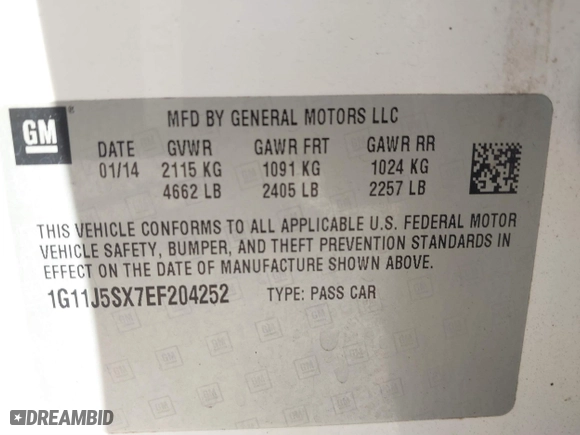 GM
MFD BY GENERAL MOTORS LLC
DATE GVWR GAWR FRT GAWR RR
01/14 2115 KG 1091 KG 1024 KG
4662 LB 2405 LB 2257 LB
THIS VEHICLE CONFORMS TO ALL APPLICABLE U.S. FEDERAL MOTOR
VEHICLE SAFETY, BUMPER, AND THEFT PREVENTION STANDARDS IN
EFFECT ON THE DATE OF MANUFACTURE SHOWN ABOVE.
1G11J5SX7EF204252 TYPE: PASS CAR
DREAMBID